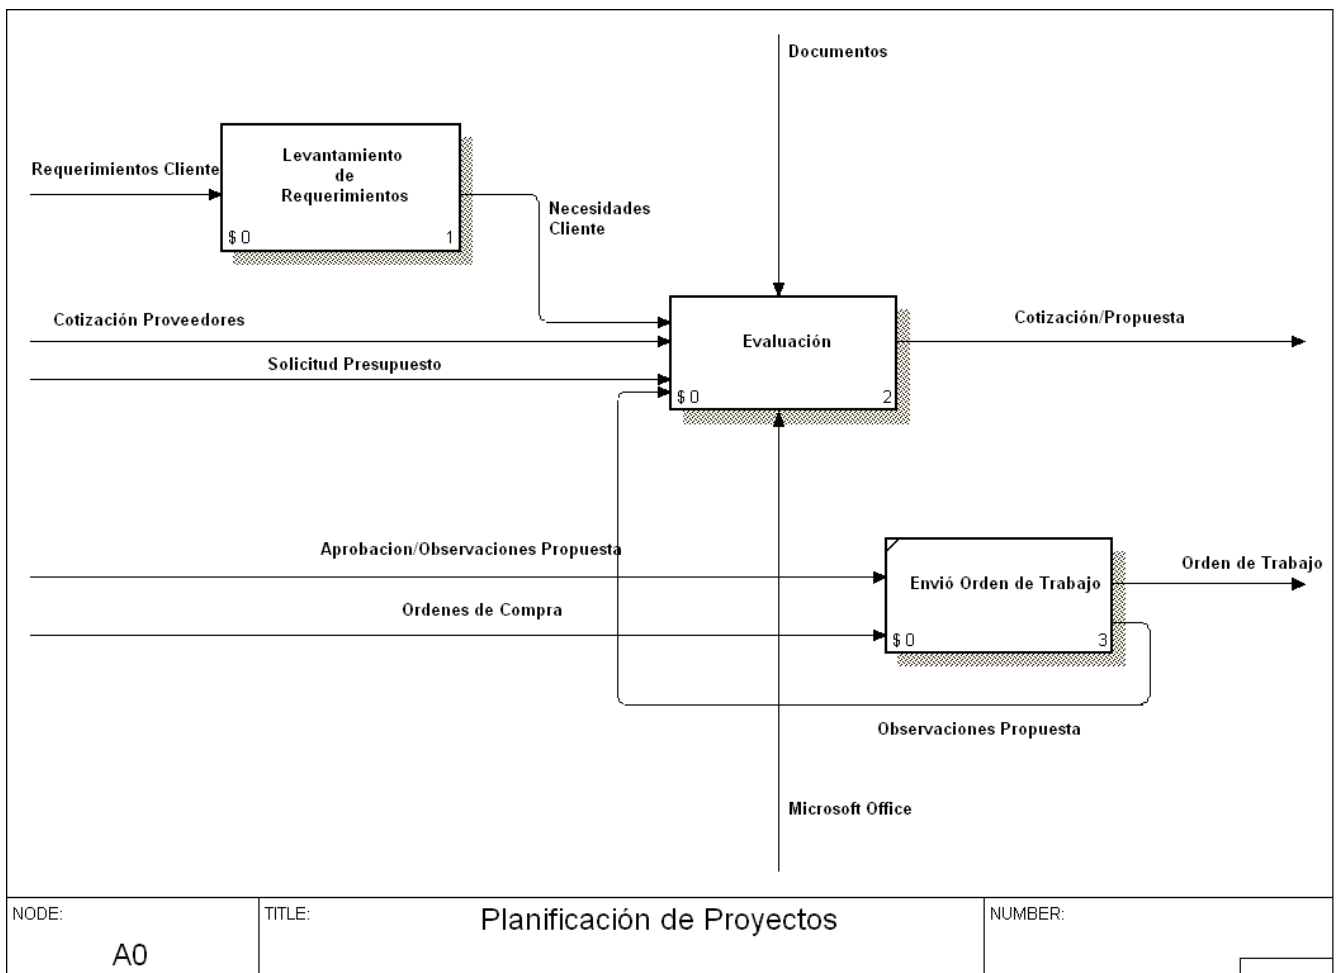 Documentos
Levantamiento
de
Requerimientos
$ 0
1
Requerimientos Cliente
Necesidades
Cliente
Cotización Proveedores
Solicitud Presupuesto
Evaluación
$ 0
2
Cotización/Propuesta
Aprobacion/Observaciones Propuesta
Ordenes de Compra
Envió Orden de Trabajo
$ 0
3
Orden de Trabajo
Observaciones Propuesta
Microsoft Office
NODE:
A0
TITLE:
Planificación de Proyectos
NUMBER: